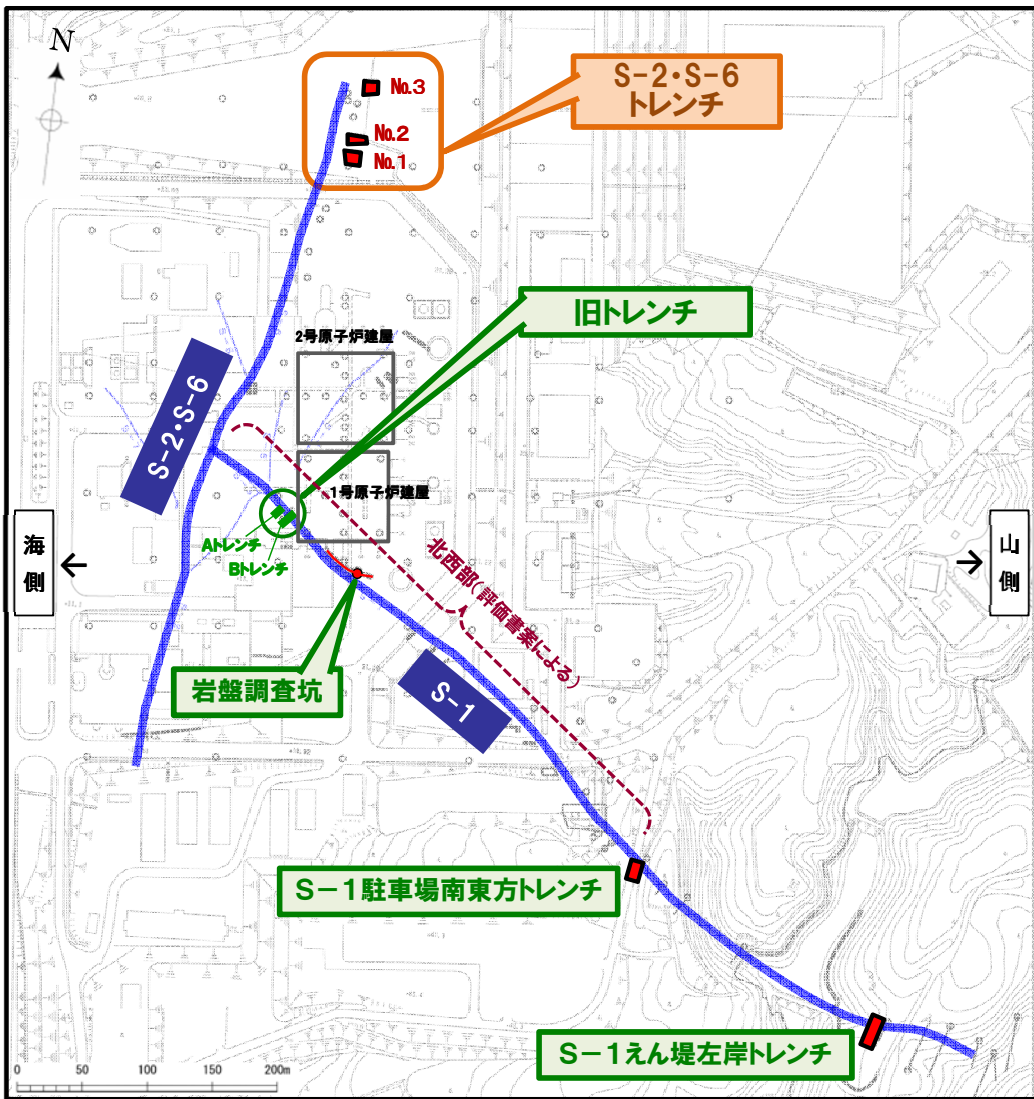 N
S-2・S-6
トレンチ
No.3
No.2
No.1
旧トレンチ
2号原子炉建屋
S-2・S-6
1号原子炉建屋
Aトレンチ
Bトレンチ
海側
←
山側
→
北西部(評価書案による)
岩盤調査坑
S-1
S-1駐車場南東方トレンチ
S-1えん堤左岸トレンチ
0 50 100 150 200m